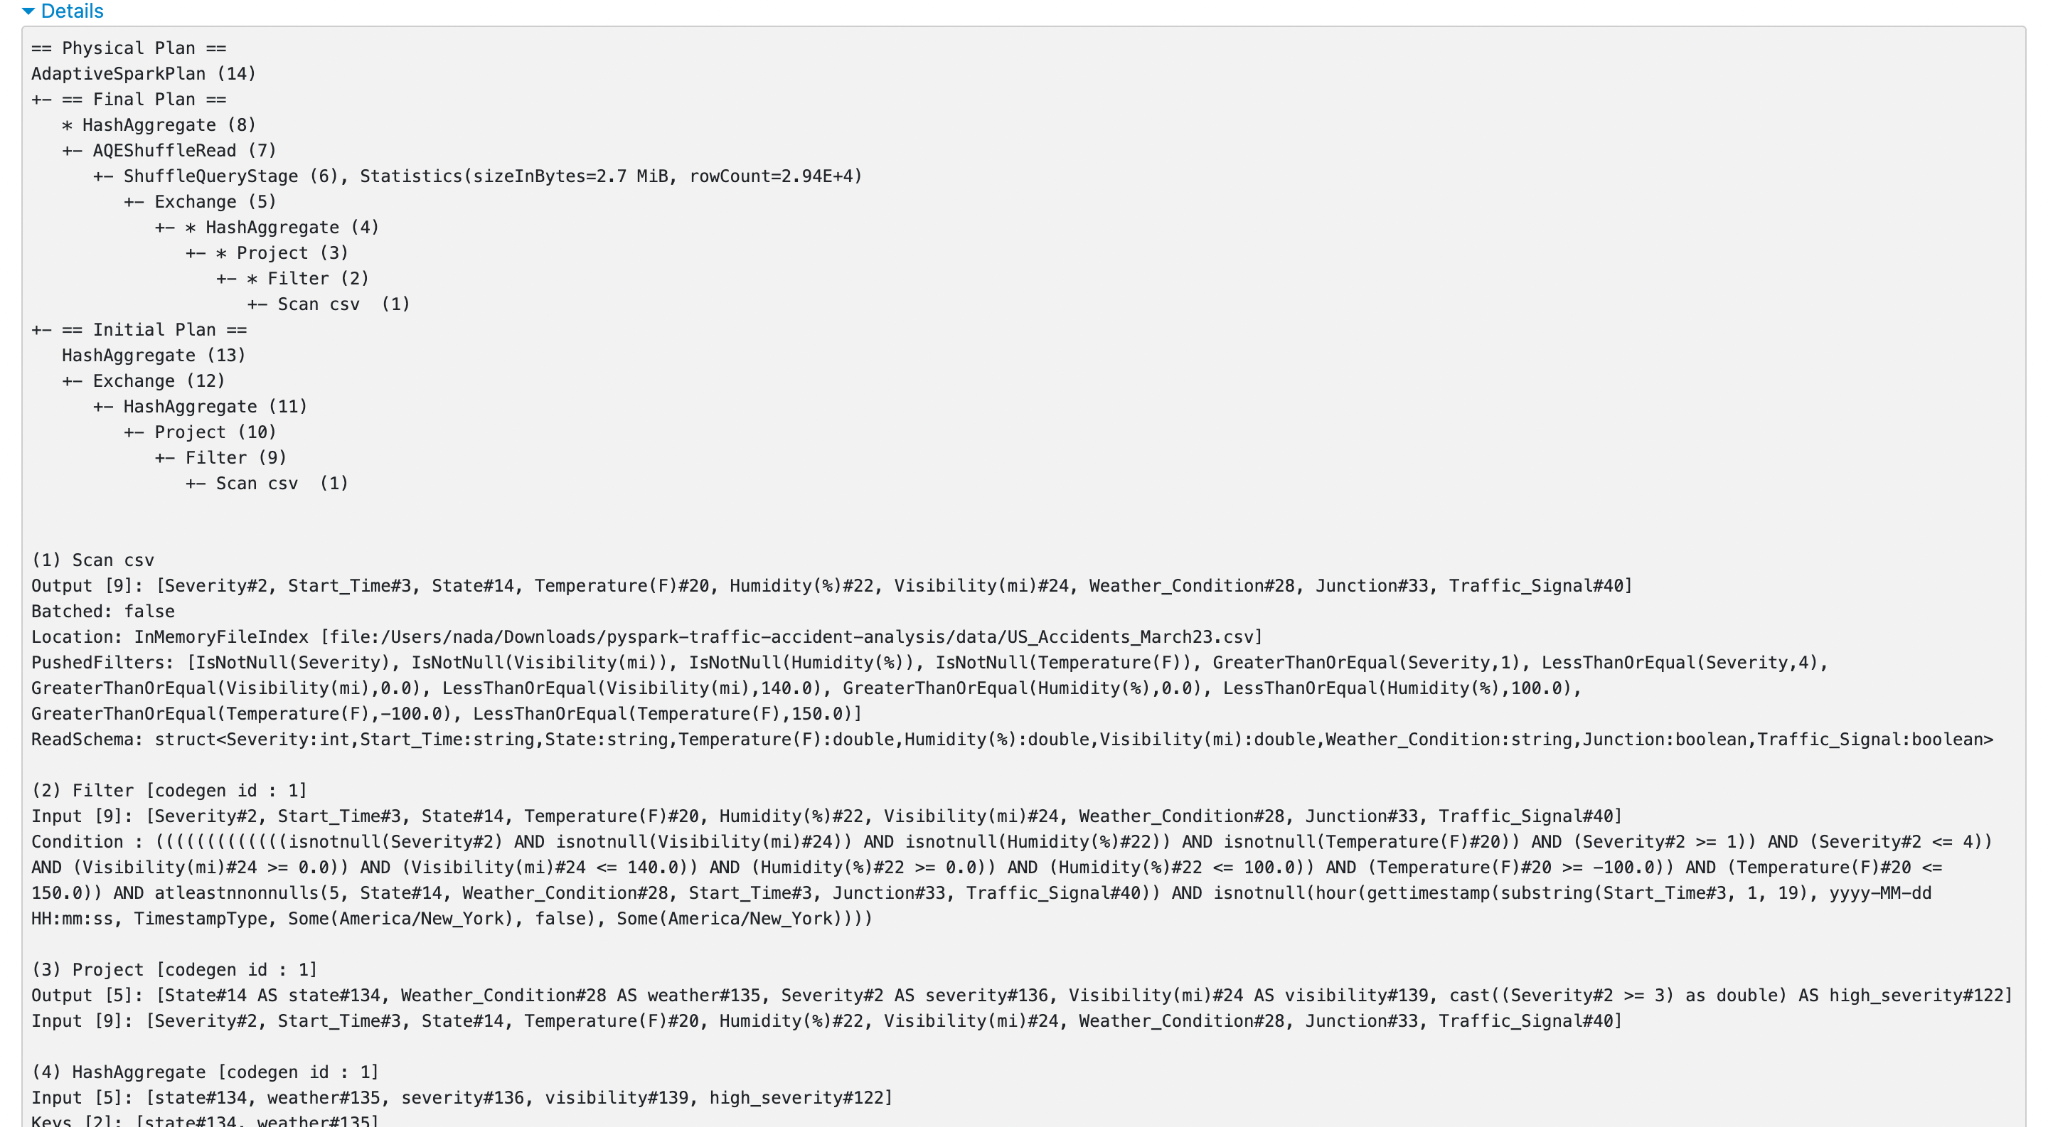 Details
== Physical Plan ==
AdaptiveSparkPlan (14)
+- == Final Plan ==
   * HashAggregate (8)
   +- AQEShuffleRead (7)
      +- ShuffleQueryStage (6), Statistics(sizeInBytes=2.7 MiB, rowCount=2.94E+4)
         +- Exchange (5)
            +- * HashAggregate (4)
               +- * Project (3)
                  +- * Filter (2)
                     +- Scan csv  (1)
+- == Initial Plan ==
   HashAggregate (13)
   +- Exchange (12)
      +- HashAggregate (11)
         +- Project (10)
            +- Filter (9)
               +- Scan csv  (1)
(1) Scan csv
Output [9]: [Severity#2, Start_Time#3, State#14, Temperature(F)#20, Humidity(%)#22, Visibility(mi)#24, Weather_Condition#28, Junction#33, Traffic_Signal#40]
Batched: false
Location: InMemoryFileIndex [file:/Users/nada/Downloads/pyspark-traffic-accident-analysis/data/US_Accidents_March23.csv]
PushedFilters: [IsNotNull(Severity), IsNotNull(Visibility(mi)), IsNotNull(Humidity(%)), IsNotNull(Temperature(F)), GreaterThanOrEqual(Severity,1), LessThanOrEqual(Severity,4),
GreaterThanOrEqual(Visibility(mi),0.0), LessThanOrEqual(Visibility(mi),140.0), GreaterThanOrEqual(Humidity(%),0.0), LessThanOrEqual(Humidity(%),100.0),
GreaterThanOrEqual(Temperature(F),-100.0), LessThanOrEqual(Temperature(F),150.0)]
ReadSchema: struct<Severity:int,Start_Time:string,State:string,Temperature(F):double,Humidity(%):double,Visibility(mi):double,Weather_Condition:string,Junction:boolean,Traffic_Signal:boolean>
(2) Filter [codegen id : 1]
Input [9]: [Severity#2, Start_Time#3, State#14, Temperature(F)#20, Humidity(%)#22, Visibility(mi)#24, Weather_Condition#28, Junction#33, Traffic_Signal#40]
Condition : (((((((((((((isnotnull(Severity#2) AND isnotnull(Visibility(mi)#24)) AND isnotnull(Humidity(%)#22)) AND isnotnull(Temperature(F)#20)) AND (Severity#2 >= 1)) AND (Severity#2 <= 4))
AND (Visibility(mi)#24 >= 0.0)) AND (Visibility(mi)#24 <= 140.0)) AND (Humidity(%)#22 >= 0.0)) AND (Humidity(%)#22 <= 100.0)) AND (Temperature(F)#20 >= -100.0)) AND (Temperature(F)#20 <=
150.0)) AND atleastnnonnulls(5, State#14, Weather_Condition#28, Start_Time#3, Junction#33, Traffic_Signal#40)) AND isnotnull(hour(gettimestamp(substring(Start_Time#3, 1, 19), yyyy-MM-dd
HH:mm:ss, TimestampType, Some(America/New_York), false), Some(America/New_York))))
(3) Project [codegen id : 1]
Output [5]: [State#14 AS state#134, Weather_Condition#28 AS weather#135, Severity#2 AS severity#136, Visibility(mi)#24 AS visibility#139, cast((Severity#2 >= 3) as double) AS high_severity#122]
Input [9]: [Severity#2, Start_Time#3, State#14, Temperature(F)#20, Humidity(%)#22, Visibility(mi)#24, Weather_Condition#28, Junction#33, Traffic_Signal#40]
(4) HashAggregate [codegen id : 1]
Input [5]: [state#134, weather#135, severity#136, visibility#139, high_severity#122]
Keys [2]: [state#134, weather#135]